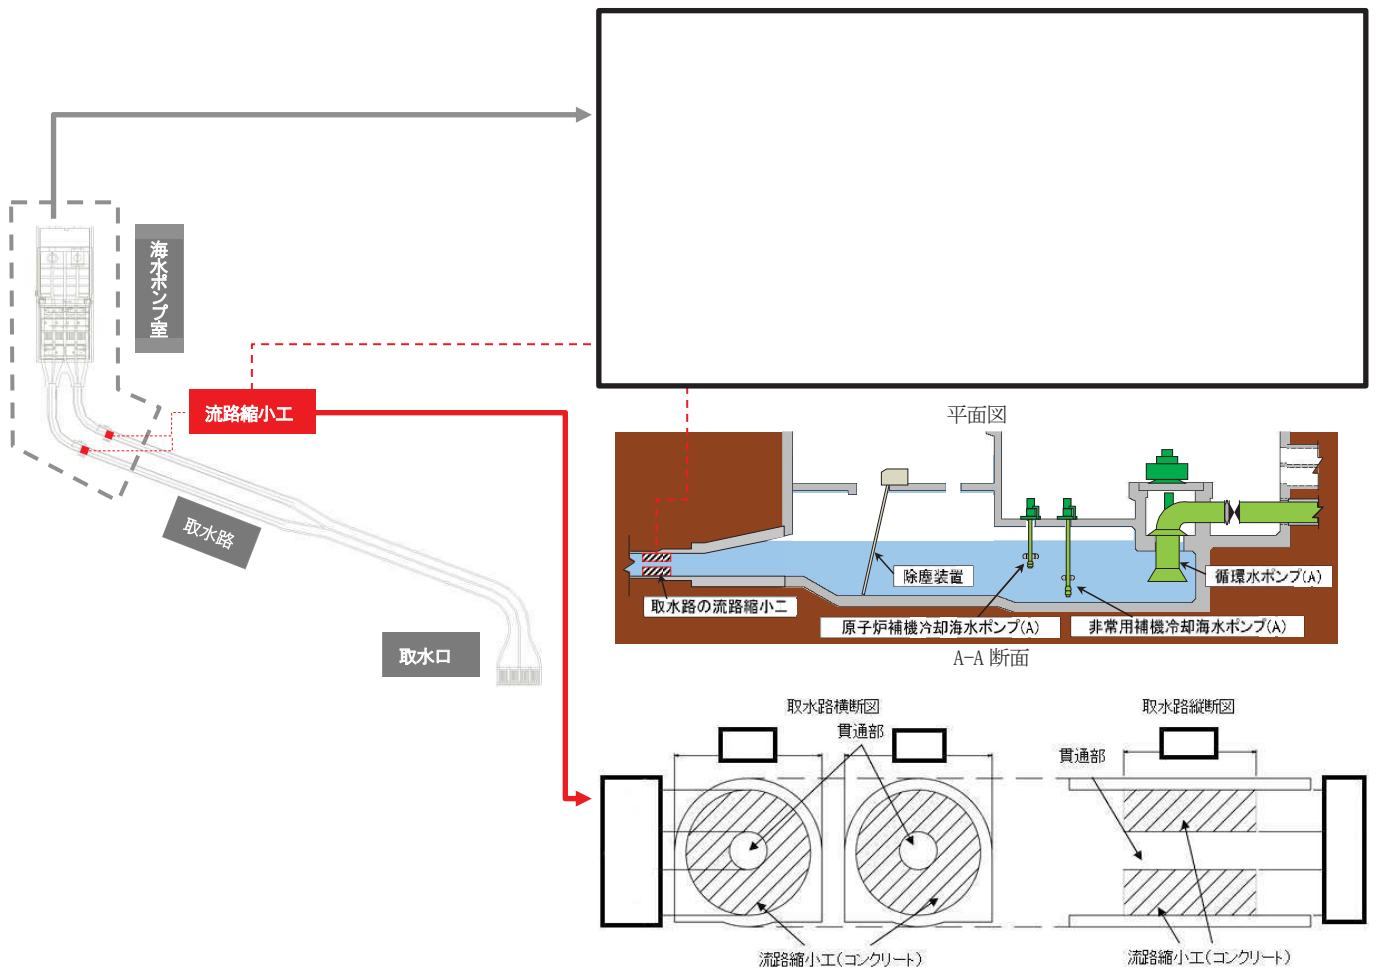 海水ポンプ室
流路縮小工
取水路
取水口
平面図
除塵装置
循環水ポンプ(A)
取水路の流路縮小工
原子炉補機冷却海水ポンプ(A)
非常用補機冷却海水ポンプ(A)
A-A 断面
取水路横断図
取水路縦断図
貫通部
貫通部
流路縮小工(コンクリート)
流路縮小工(コンクリート)